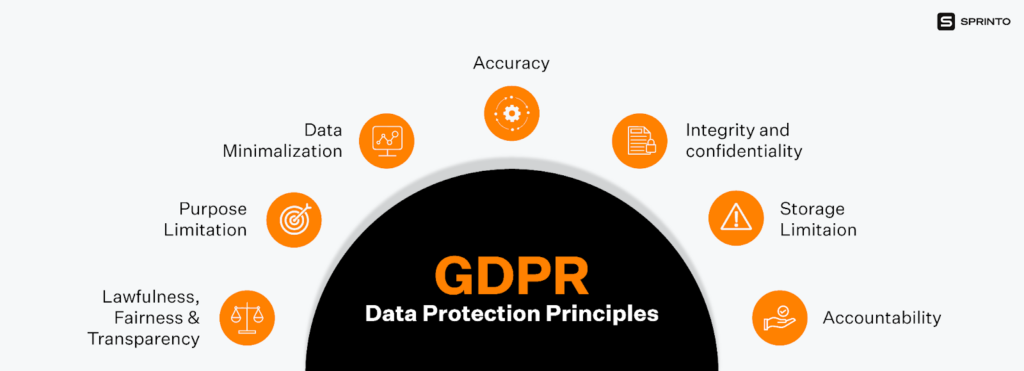 SPRINTO
Accuracy
Data
Minimalization
Integrity and
confidentiality
Purpose
Limitation
Storage
Limitaion
Lawfulness,
Fairness &
Transparency
Accountability
GDPR
Data Protection Principles